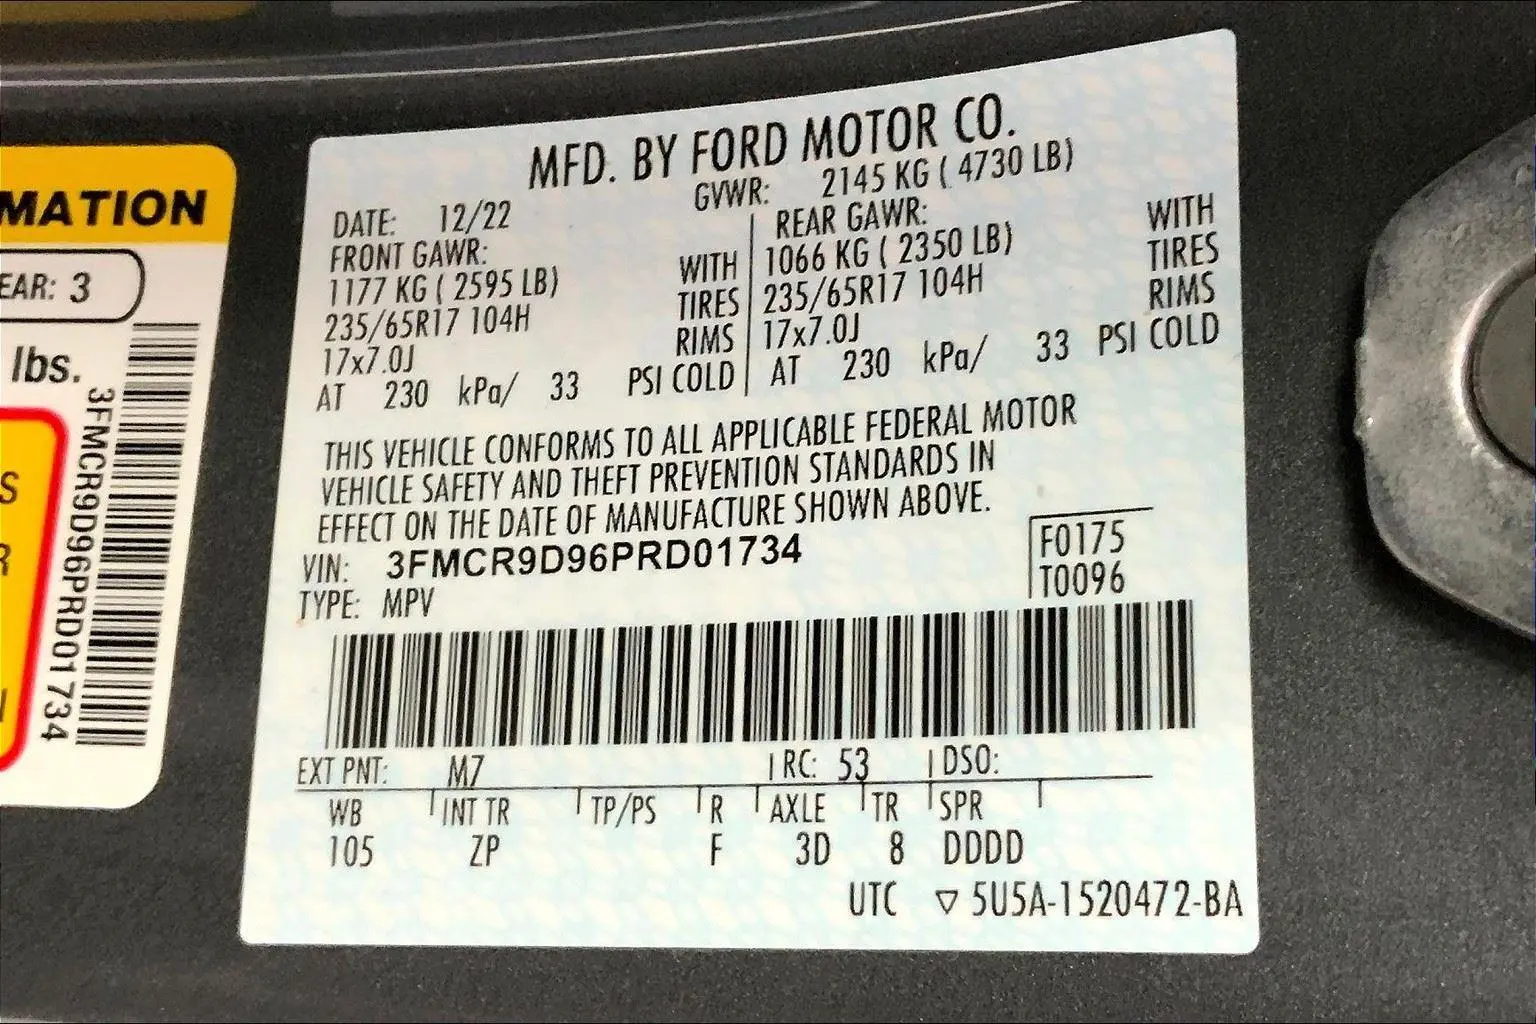 MATION
EAR: 3
lbs.
3FMCR9D96PRD01734
S
R
MFD. BY FORD MOTOR CO.
DATE: 12/22 GVWR: 2145 KG ( 4730 LB)
FRONT GAWR:
1177 KG ( 2595 LB) WITH
235/65R17 104H TIRES
17x7.0J RIMS
AT 230 kPa/ 33 PSI COLD
REAR GAWR: WITH
1066 KG ( 2350 LB) TIRES
235/65R17 104H RIMS
17x7.0J
AT 230 kPa/ 33 PSI COLD
THIS VEHICLE CONFORMS TO ALL APPLICABLE FEDERAL MOTOR
VEHICLE SAFETY AND THEFT PREVENTION STANDARDS IN
EFFECT ON THE DATE OF MANUFACTURE SHOWN ABOVE.
VIN: 3FMCR9D96PRD01734
TYPE: MPV
F0175
T0096
EXT PNT: M7 RC: 53 DSO:
WB INT TR TP/PS R AXLE TR SPR
105 ZP F 3D 8 DDDD
UTC ▽ 5U5A-1520472-BA